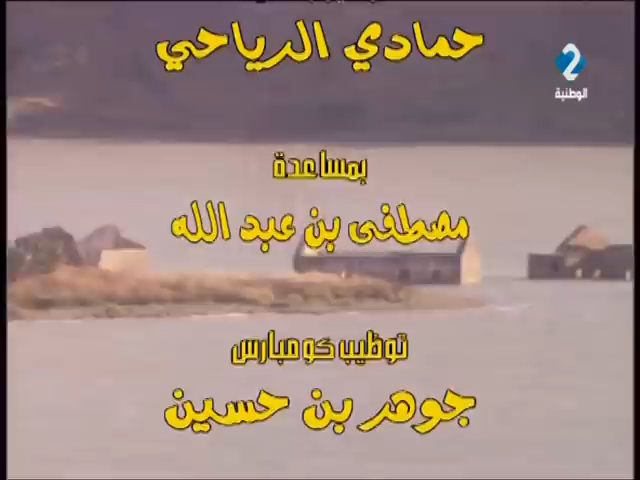 حمادي الرياحي
2
الوطنية
بمساعدة
مصطفى بن عبد الله
توظيب كومبارس
جوهر بن حسين